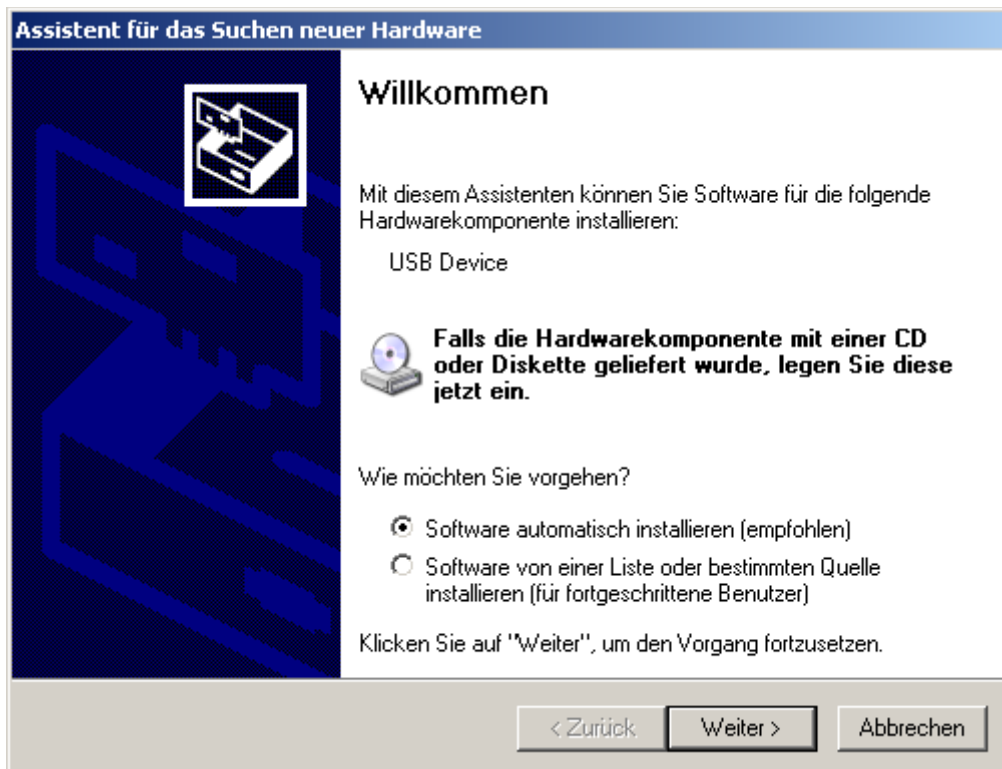 Assistent für das Suchen neuer Hardware
Willkommen
Mit diesem Assistenten können Sie Software für die folgende
Hardwarekomponente installieren:
USB Device
Falls die Hardwarekomponente mit einer CD
oder Diskette geliefert wurde, legen Sie diese
jetzt ein.
Wie möchten Sie vorgehen?
Software automatisch installieren (empfohlen)
Software von einer Liste oder bestimmten Quelle
installieren (für fortgeschrittene Benutzer)
Klicken Sie auf "Weiter", um den Vorgang fortzusetzen.
< Zurück Weiter > Abbrechen